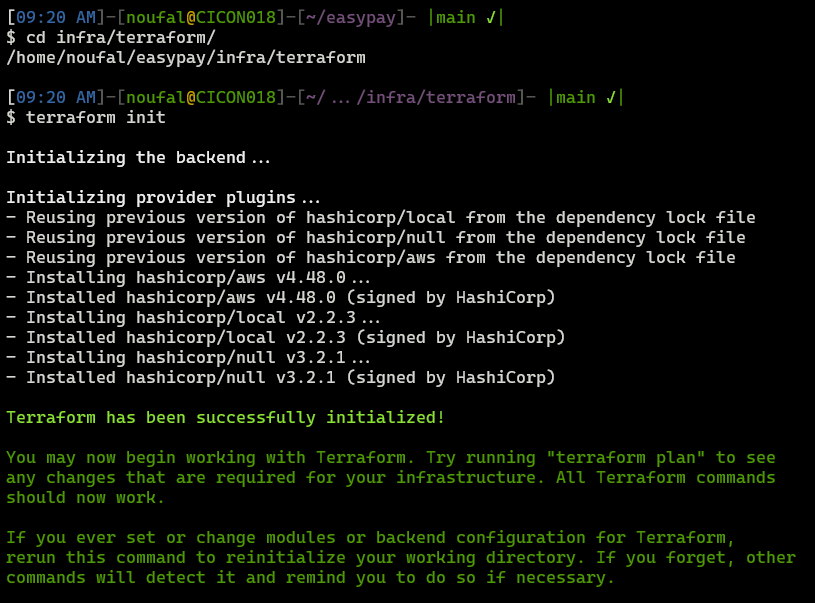 [09:20 AM]-[noufal@CICON018]-[~/easypay]- |main ✓|
$ cd infra/terraform/
/home/noufal/easypay/infra/terraform
[09:20 AM]-[noufal@CICON018]-[~/.../infra/terraform]- |main ✓|
$ terraform init
Initializing the backend...
Initializing provider plugins...
- Reusing previous version of hashicorp/local from the dependency lock file
- Reusing previous version of hashicorp/null from the dependency lock file
- Reusing previous version of hashicorp/aws from the dependency lock file
- Installing hashicorp/aws v4.48.0...
- Installed hashicorp/aws v4.48.0 (signed by HashiCorp)
- Installing hashicorp/local v2.2.3...
- Installed hashicorp/local v2.2.3 (signed by HashiCorp)
- Installing hashicorp/null v3.2.1...
- Installed hashicorp/null v3.2.1 (signed by HashiCorp)
Terraform has been successfully initialized!
You may now begin working with Terraform. Try running "terraform plan" to see
any changes that are required for your infrastructure. All Terraform commands
should now work.
If you ever set or change modules or backend configuration for Terraform,
rerun this command to reinitialize your working directory. If you forget, other
commands will detect it and remind you to do so if necessary.